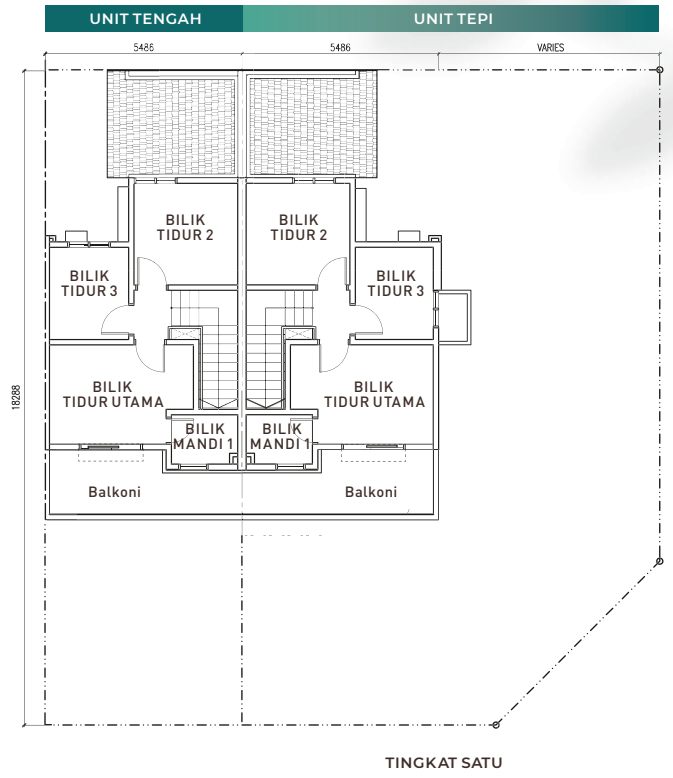 UNIT TENGAH
UNIT TEPI
5486
5486
VARIES
18288
BILIK
TIDUR 2
BILIK
TIDUR 2
BILIK
TIDUR 3
BILIK
TIDUR 3
BILIK
TIDUR UTAMA
BILIK
TIDUR UTAMA
BILIK
MANDI 1
BILIK
MANDI 1
Balkoni
Balkoni
TINGKAT SATU